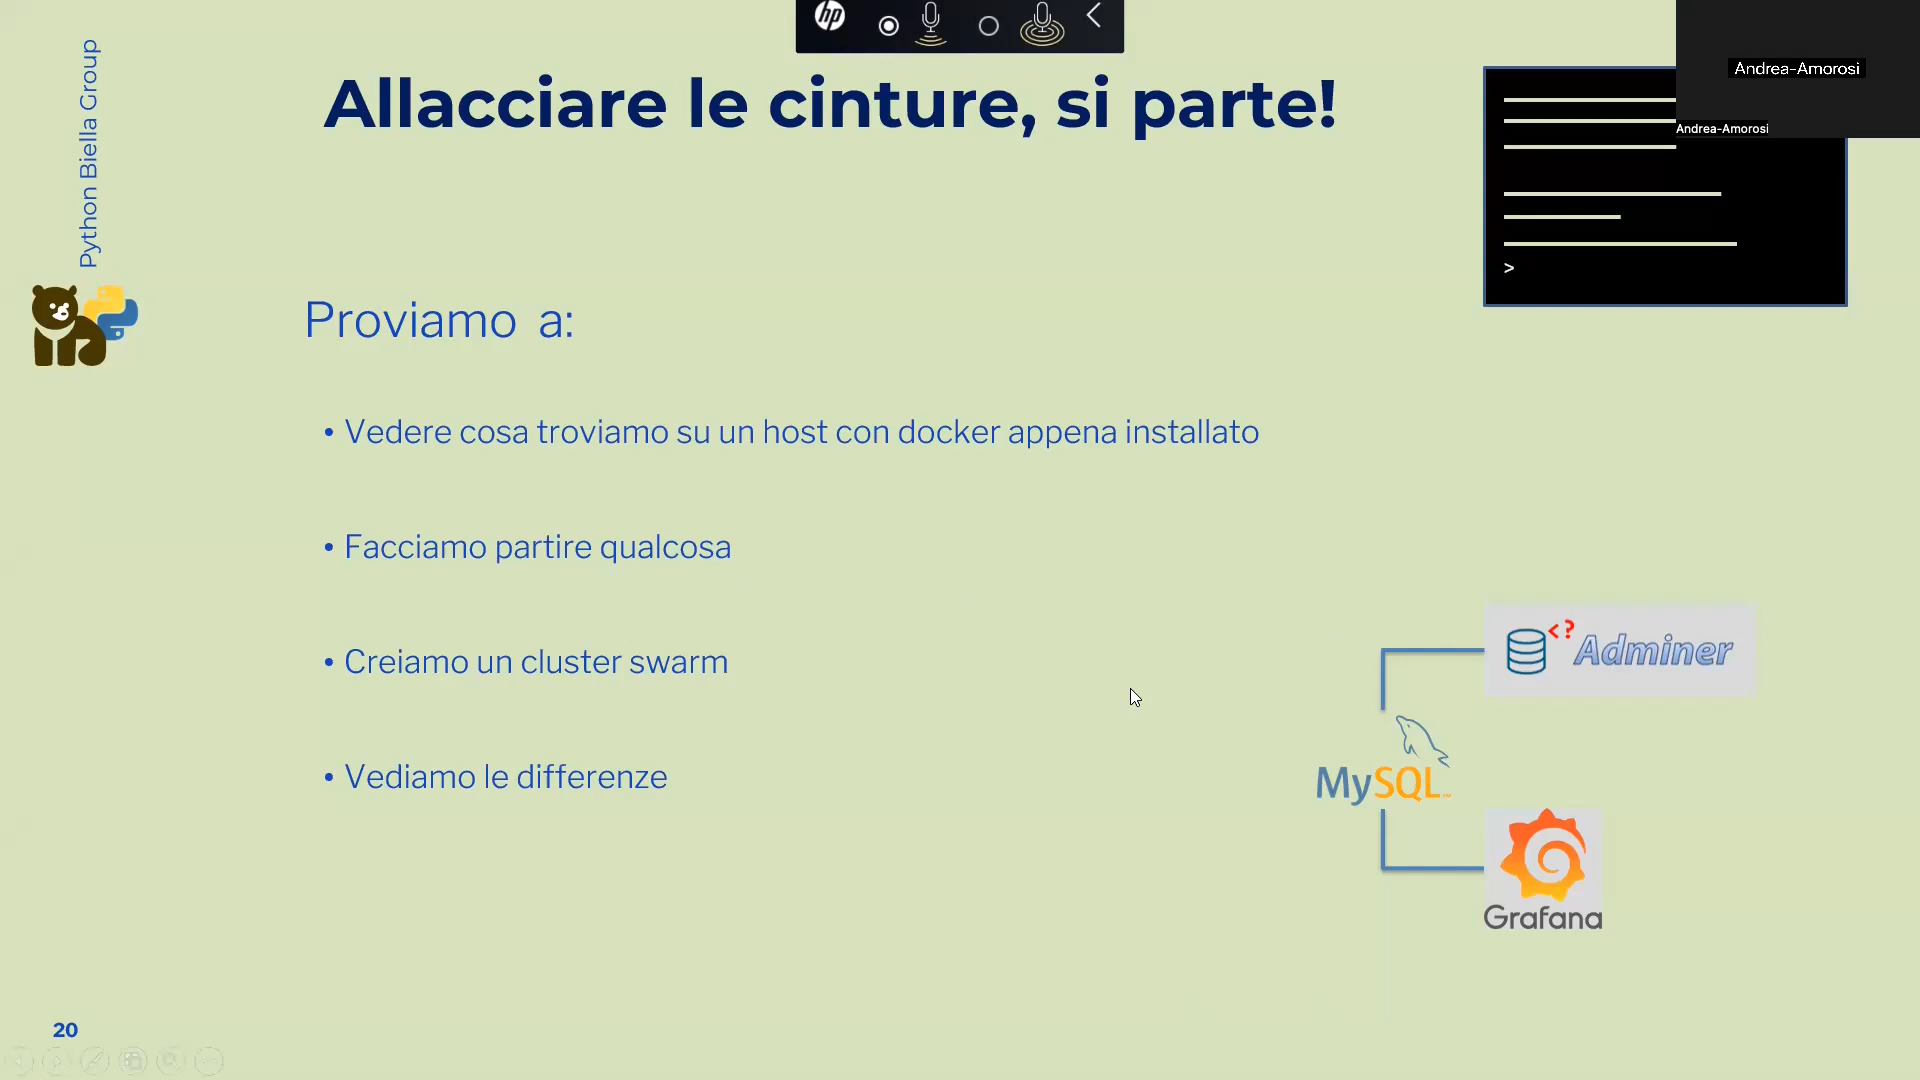 Python Biella Group
hp
Allacciare le cinture, si parte!
Andrea-Amorosi
Andrea-Amorosi
>
Proviamo a:
• Vedere cosa troviamo su un host con docker appena installato
• Facciamo partire qualcosa
• Creiamo un cluster swarm
• Vediamo le differenze
<? Adminer
MySQL
Grafana
20